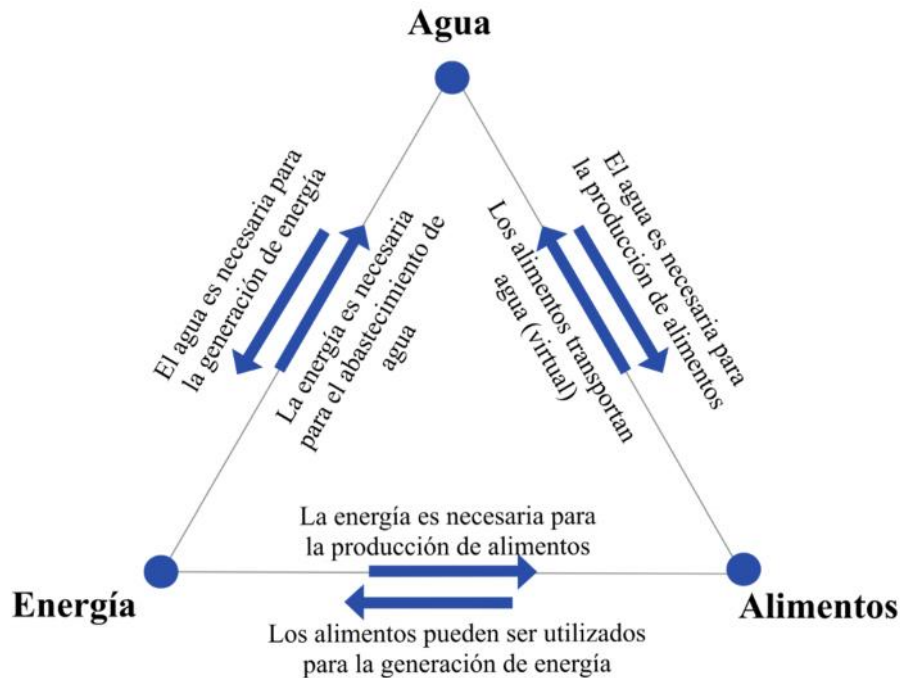 Agua
El agua es necesaria para
la generación de energía
La energía es necesaria
para el abastecimiento de
agua
Los alimentos transportan
agua (virtual)
El agua es necesaria para
la producción de alimentos
La energía es necesaria para
la producción de alimentos
Energía
Alimentos
Los alimentos pueden ser utilizados
para la generación de energía